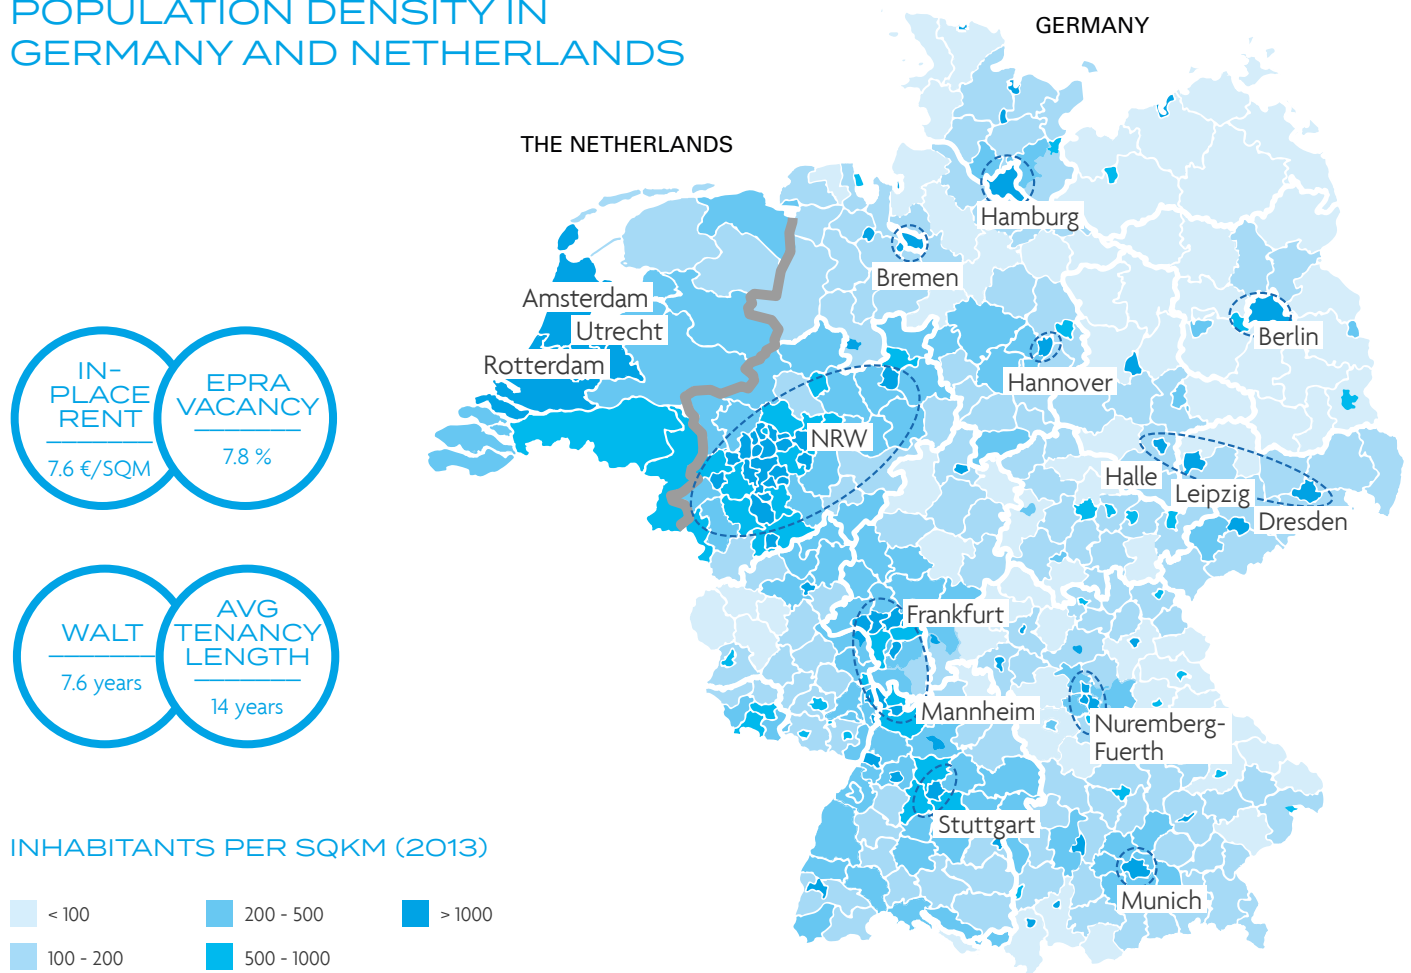 POPULATION DENSITY IN
GERMANY AND NETHERLANDS
GERMANY
THE NETHERLANDS
Hamburg
Bremen
Amsterdam
Utrecht
Rotterdam
Berlin
Hannover
NRW
Halle
Leipzig
Dresden
Frankfurt
Mannheim
Nuremberg-
Fuerth
Stuttgart
Munich
IN-
PLACE
RENT
7.6 €/SQM
EPRA
VACANCY
7.8 %
WALT
7.6 years
AVG
TENANCY
LENGTH
14 years
INHABITANTS PER SQKM (2013)
< 100
200 - 500
> 1000
100 - 200
500 - 1000